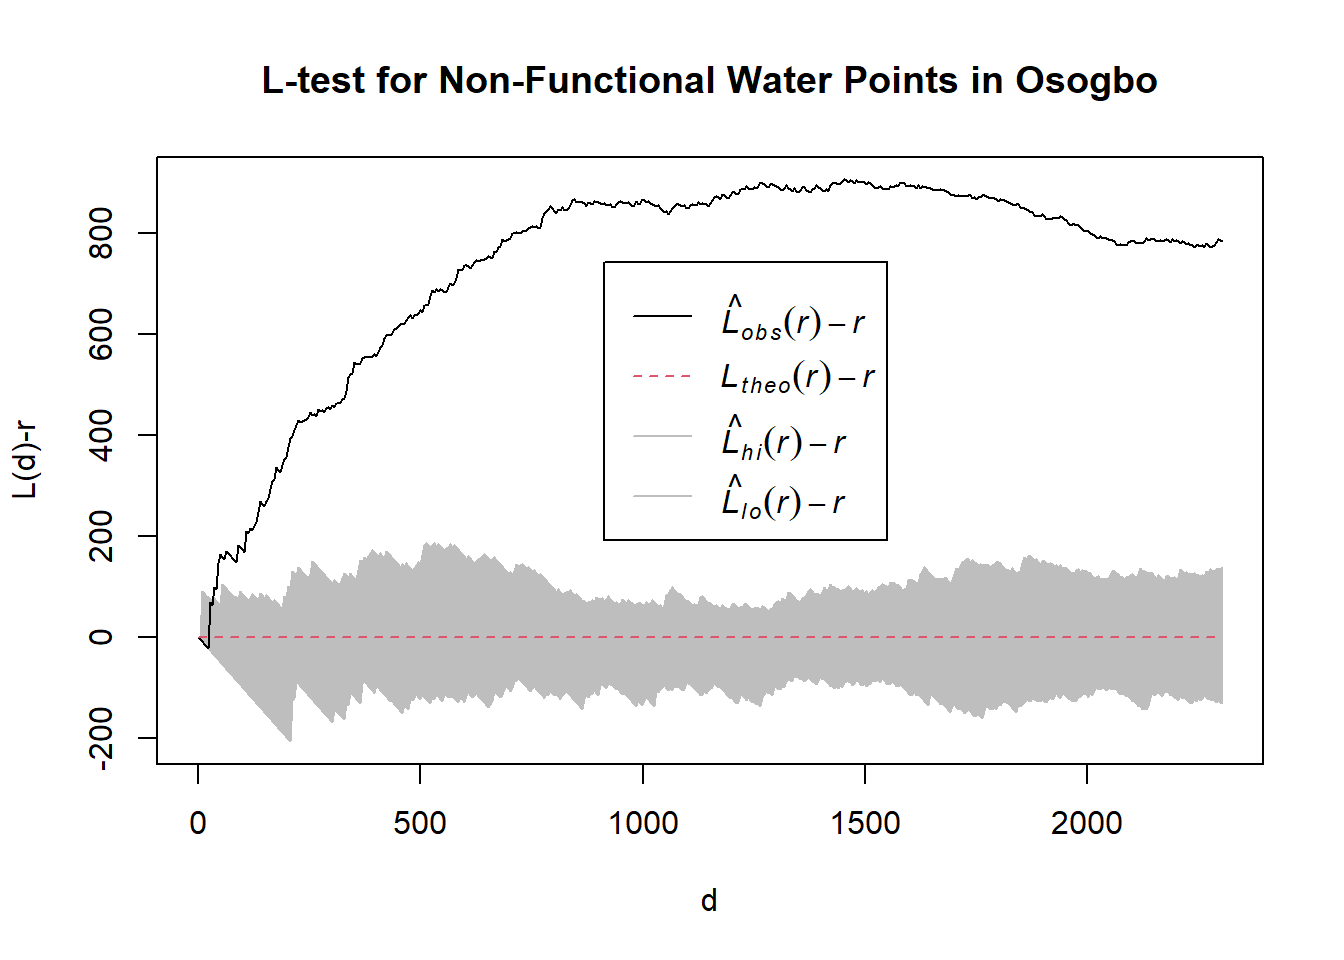 L-test for Non-Functional Water Points in Osogbo
L(d)-r
800
600
400
200
0
-200
L̂obs(r) − r
Ltheo(r) − r
L̂hi(r) − r
L̂lo(r) − r
0 500 1000 1500 2000
d